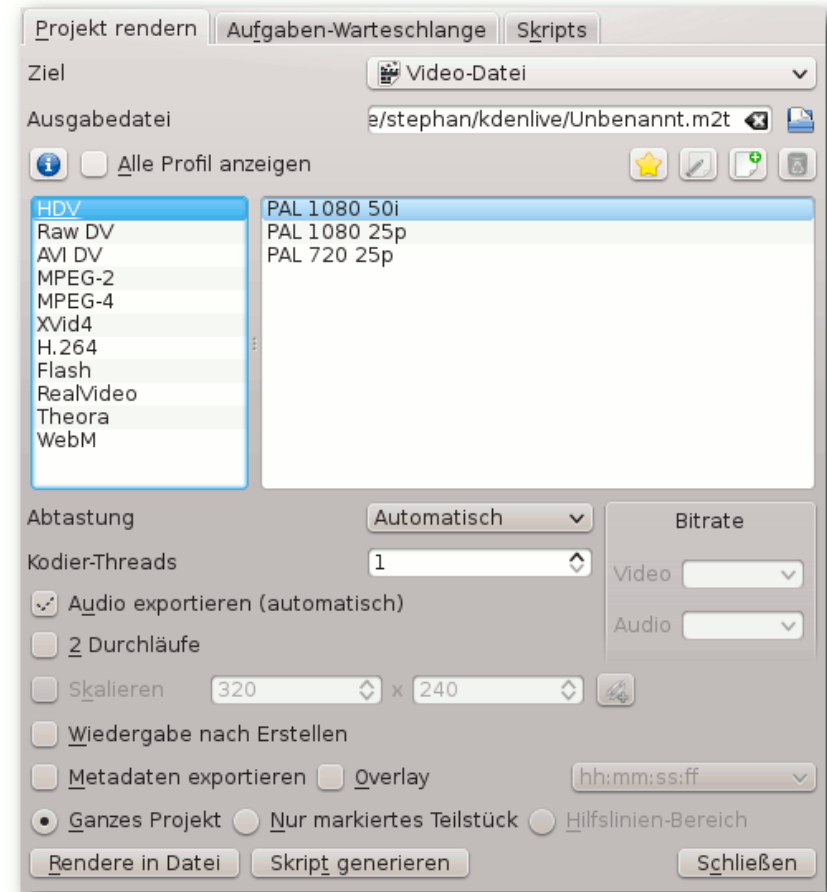 Projekt rendern Aufgaben-Warteschlange Skripts
Ziel Video-Datei
Ausgabedatei e/stephan/kdenlive/Unbenannt.m2t
Alle Profil anzeigen
HDV
Raw DV
AVI DV
MPEG-2
MPEG-4
XVid4
H.264
Flash
RealVideo
Theora
WebM
PAL 1080 50i
PAL 1080 25p
PAL 720 25p
Abtastung Automatisch
Bitrate
Kodier-Threads 1
Video
Audio exportieren (automatisch)
Audio
2 Durchläufe
Skalieren 320 x 240
Wiedergabe nach Erstellen
Metadaten exportieren Overlay hh:mm:ss:ff
Ganzes Projekt Nur markiertes Teilstück Hilfslinien-Bereich
Rendere in Datei Skript generieren Schließen